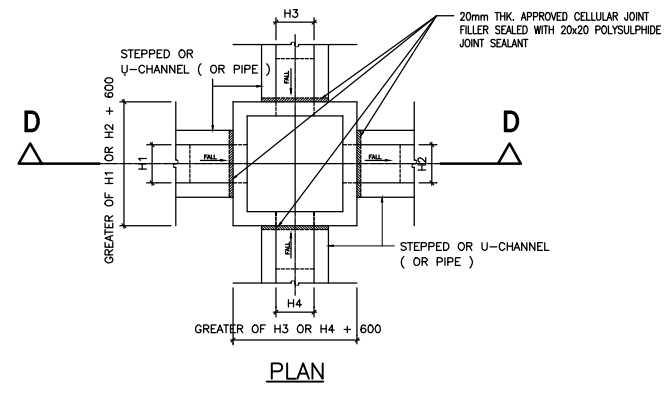 H3
20mm THK. APPROVED CELLULAR JOINT
FILLER SEALED WITH 20x20 POLYSULPHIDE
JOINT SEALANT
STEPPED OR
U-CHANNEL ( OR PIPE )
FALL
D
D
GREATER OF H1 OR H2 + 600
H1
FALL
FALL
H2
FALL
STEPPED OR U-CHANNEL
( OR PIPE )
H4
GREATER OF H3 OR H4 + 600
PLAN